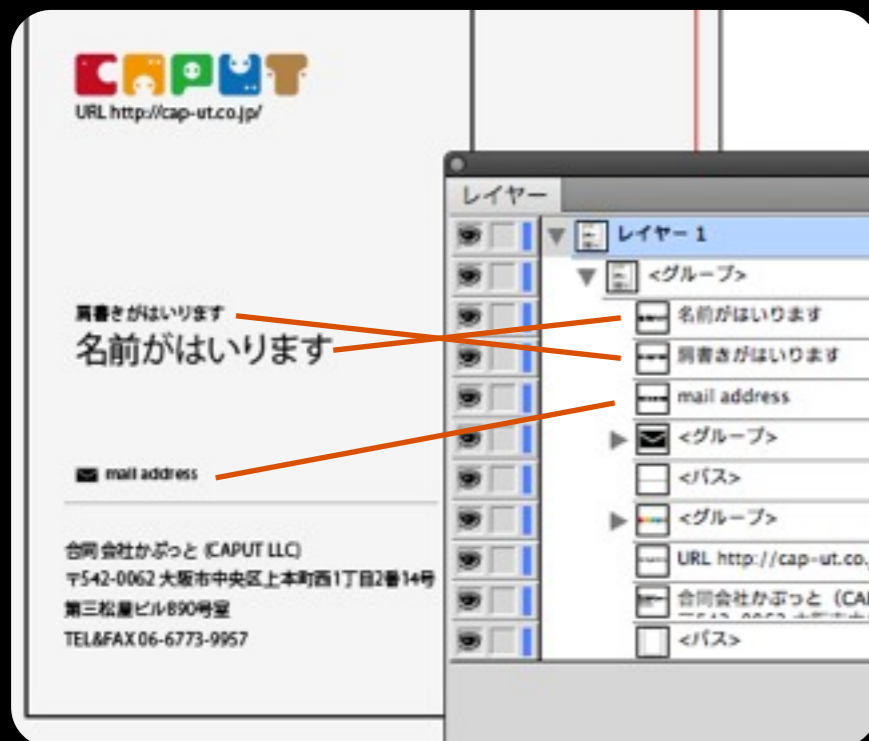 CAPUT
URL http://cap-ut.co.jp/
肩書きがはいります
名前がはいります
mail address
合同会社かぷっと (CAPUT LLC)
〒542-0062 大阪市中央区上本町西1丁目2番14号
第三松屋ビル890号室
TEL&FAX 06-6773-9957
レイヤー
レイヤー 1
<グループ>
名前がはいります
肩書きがはいります
mail address
<グループ>
<パス>
<グループ>
URL http://cap-ut.co.
合同会社かぷっと (CA
<パス>